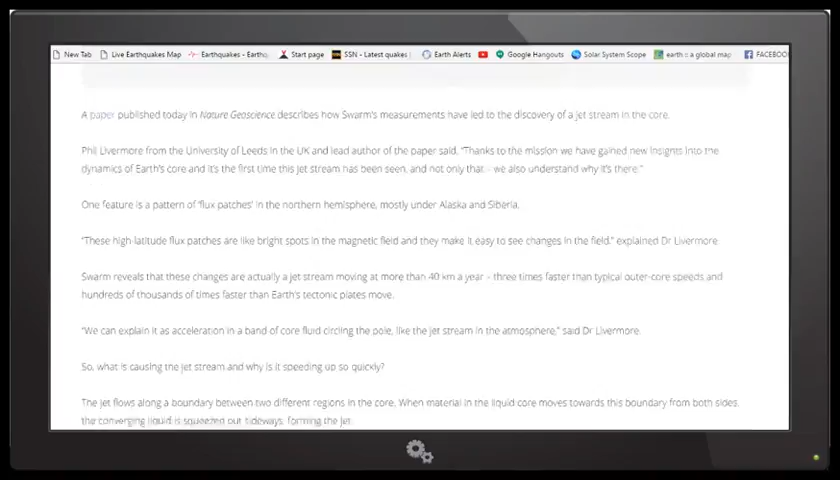 New Tab Live Earthquakes Map Earthquakes - Earthq Start page SSN - Latest quakes | Earth Alerts Google Hangouts Solar System Scope earth :: a global map FACEBOO
A paper published today in Nature Geoscience describes how Swarm's measurements have led to the discovery of a jet stream in the core.
Phil Livermore from the University of Leeds in the UK and lead author of the paper said, "Thanks to the mission we have gained new insights into the
dynamics of Earth's core and it's the first time this jet stream has been seen, and not only that – we also understand why it's there."
One feature is a pattern of 'flux patches' in the northern hemisphere, mostly under Alaska and Siberia.
"These high-latitude flux patches are like bright spots in the magnetic field and they make it easy to see changes in the field," explained Dr Livermore.
Swarm reveals that these changes are actually a jet stream moving at more than 40 km a year – three times faster than typical outer-core speeds and
hundreds of thousands of times faster than Earth's tectonic plates move.
"We can explain it as acceleration in a band of core fluid circling the pole, like the jet stream in the atmosphere," said Dr Livermore.
So, what is causing the jet stream and why is it speeding up so quickly?
The jet flows along a boundary between two different regions in the core. When material in the liquid core moves towards this boundary from both sides,
the converging liquid is squeezed out sideways, forming the jet.